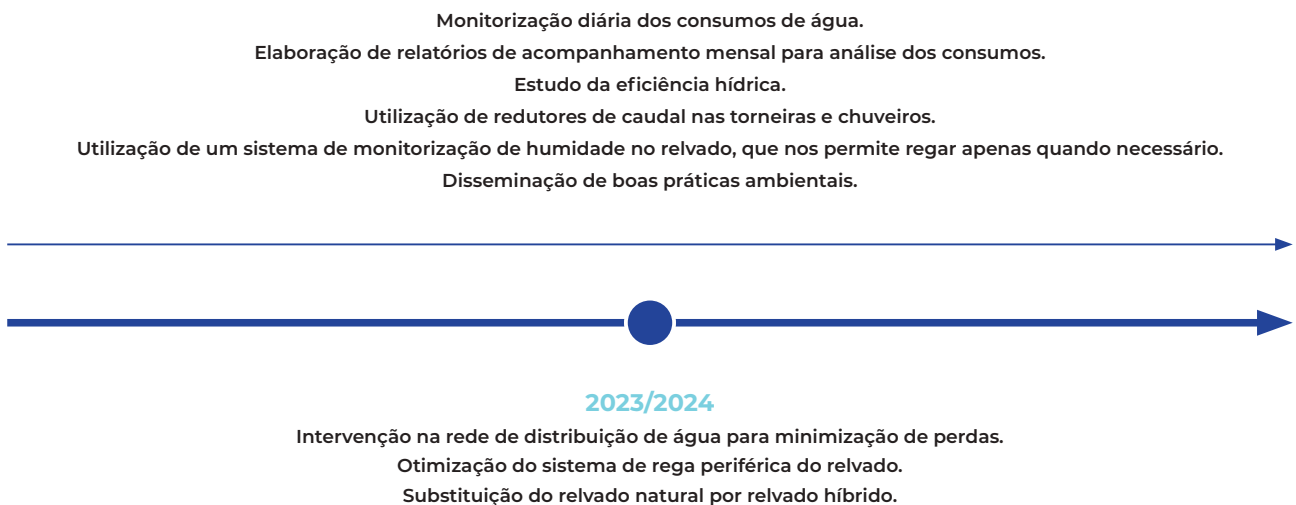 Monitorização diária dos consumos de água.
Elaboração de relatórios de acompanhamento mensal para análise dos consumos.
Estudo da eficiência hídrica.
Utilização de redutores de caudal nas torneiras e chuveiros.
Utilização de um sistema de monitorização de humidade no relvado, que nos permite regar apenas quando necessário.
Disseminação de boas práticas ambientais.
2023/2024
Intervenção na rede de distribuição de água para minimização de perdas.
Otimização do sistema de rega periférica do relvado.
Substituição do relvado natural por relvado híbrido.